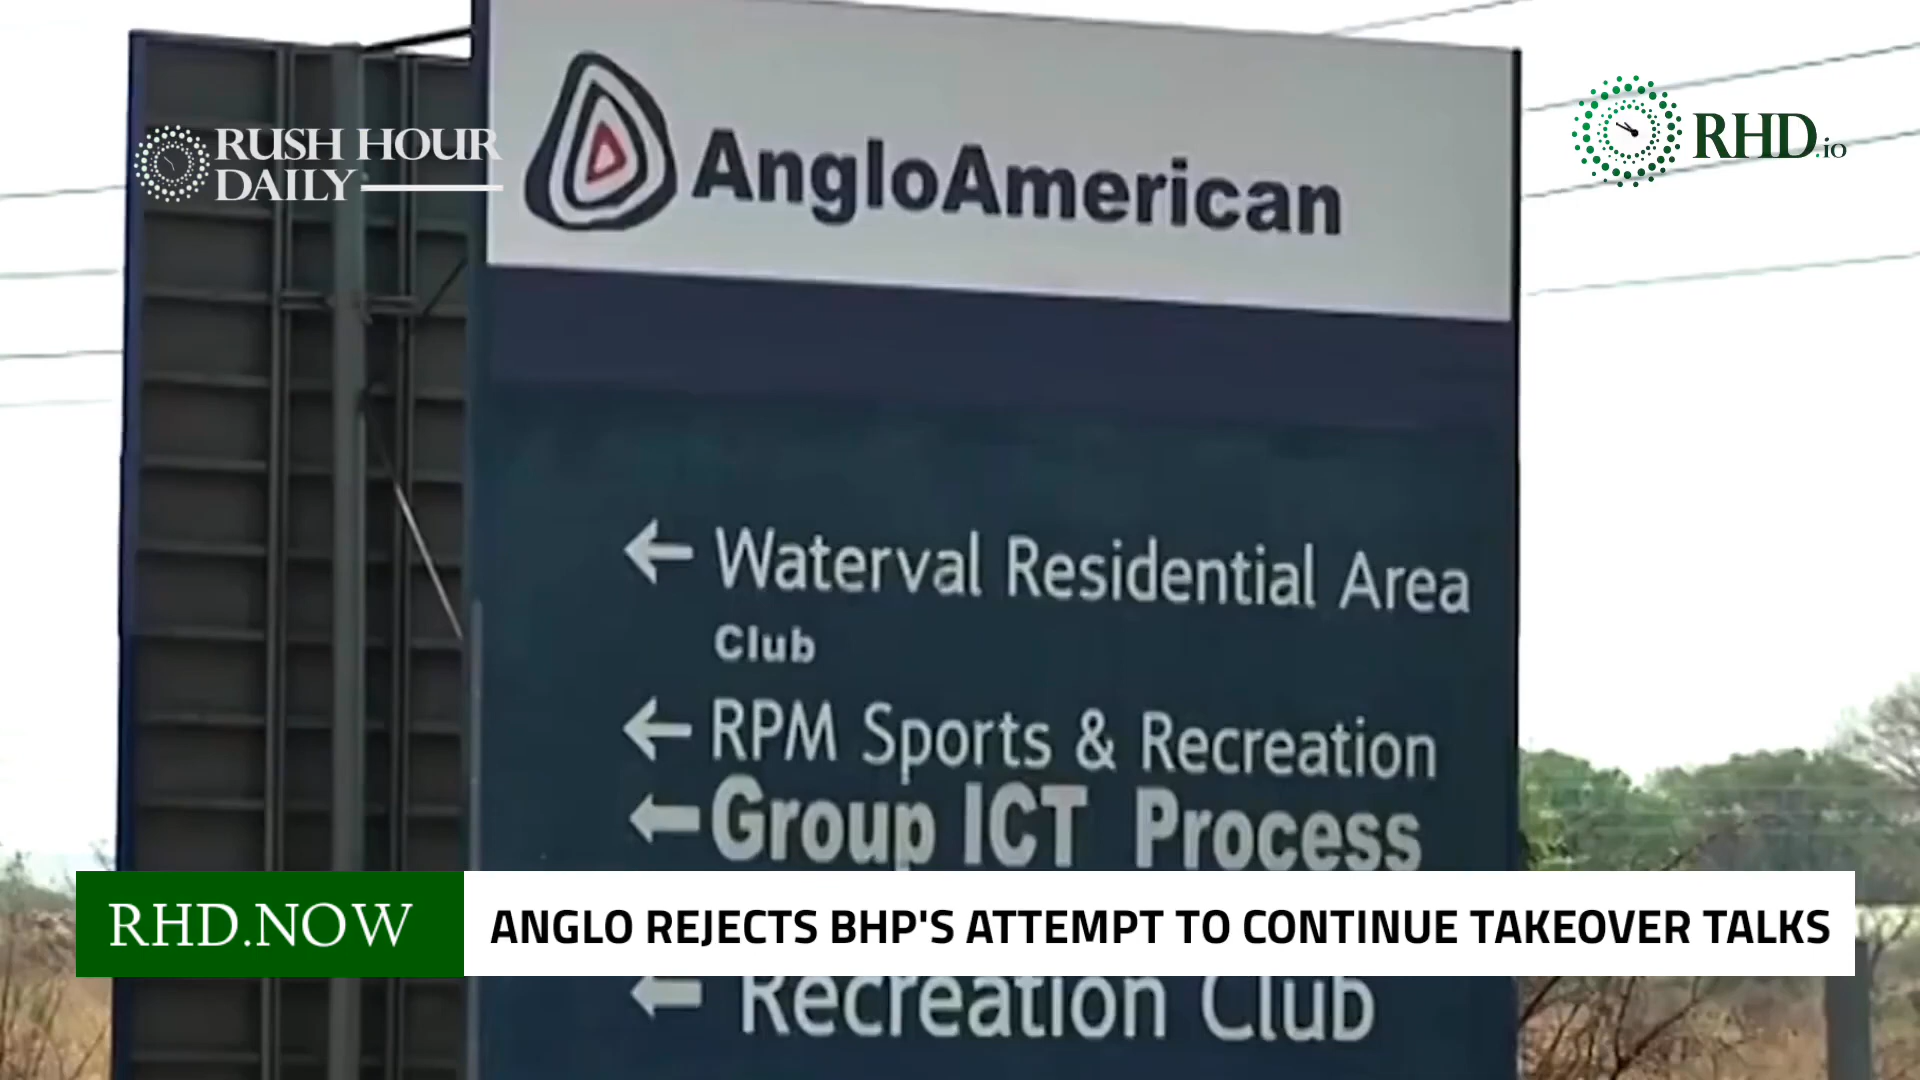 RUSH HOUR
DAILY
AngloAmerican
RHD.io
Waterval Residential Area
Club
RPM Sports & Recreation
Group ICT Process
RHD.NOW
ANGLO REJECTS BHP'S ATTEMPT TO CONTINUE TAKEOVER TALKS
Recreation Club